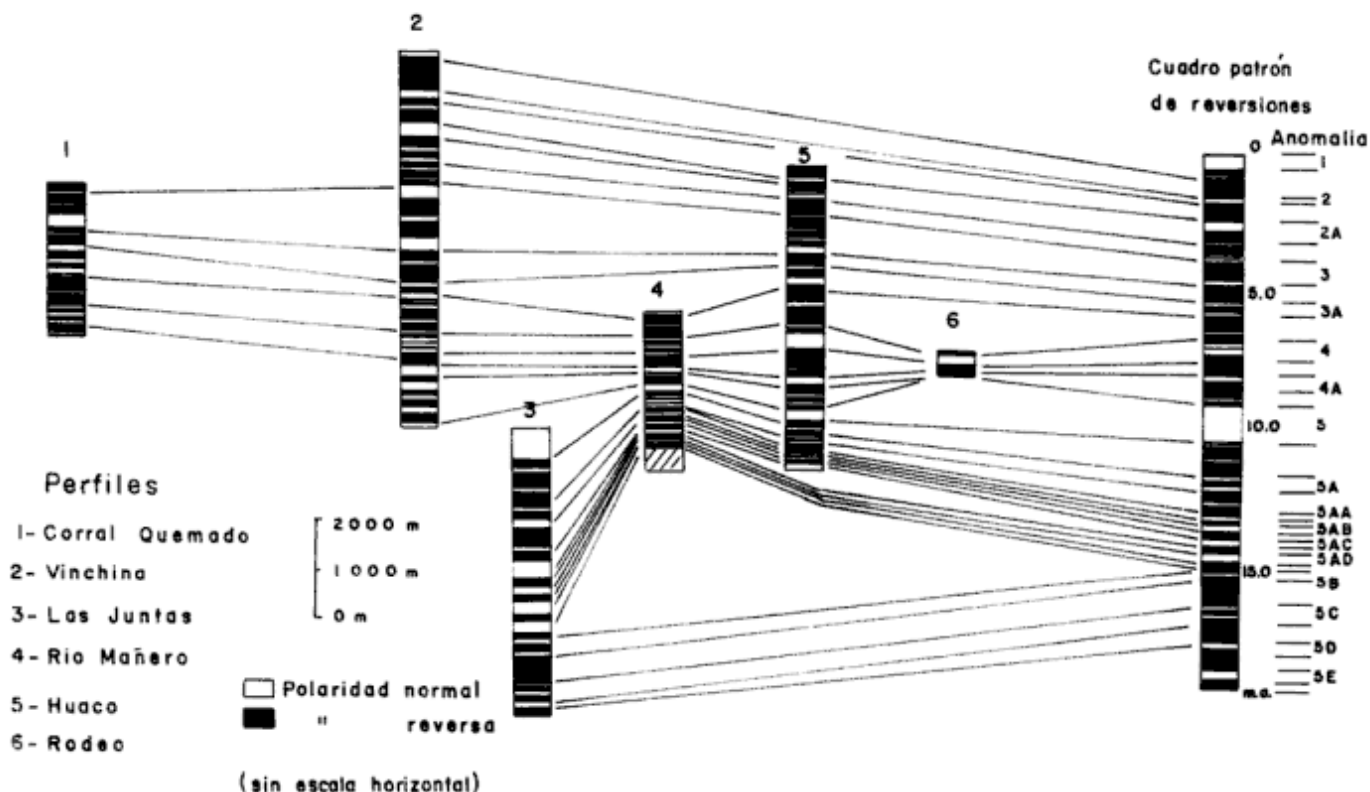 2
Cuadro patrón
de reversiones
0 Anomalia
1
5
1
2
2A
3
5.0
4
3A
6
4
4A
3
10.0
5
Perfiles
5A
1- Corral Quemado
2000 m
5AA
5AB
5AC
2- Vinchina
1000 m
15.0
5AD
5B
3- Las Juntas
0 m
5C
4- Rio Mañero
5D
Polaridad normal
5E
m.a.
5- Huaco
" reversa
6- Rodeo
(sin escala horizontal)